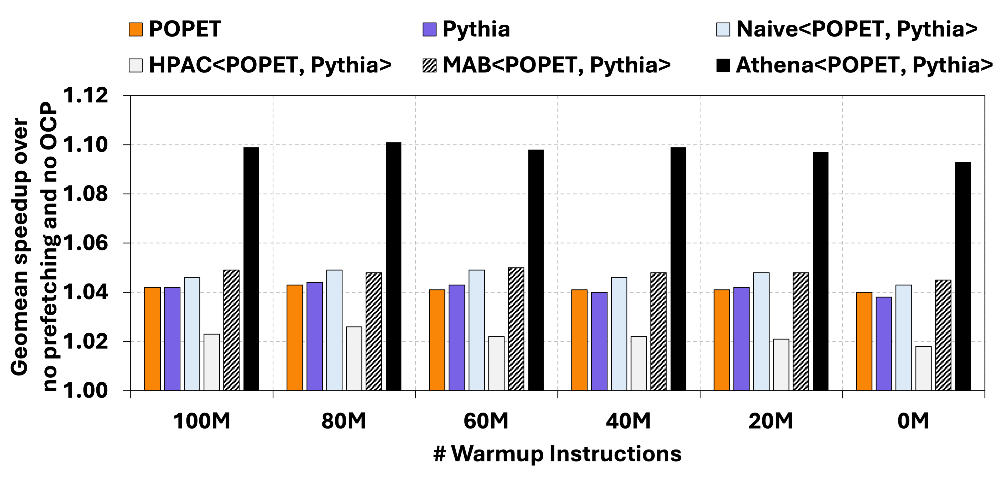 POPET
Pythia
Naive<POPET, Pythia>
HPAC<POPET, Pythia>
MAB<POPET, Pythia>
Athena<POPET, Pythia>
Geomean speedup over
no prefetching and no OCP
1.12
1.10
1.08
1.06
1.04
1.02
1.00
100M
80M
60M
40M
20M
0M
# Warmup Instructions